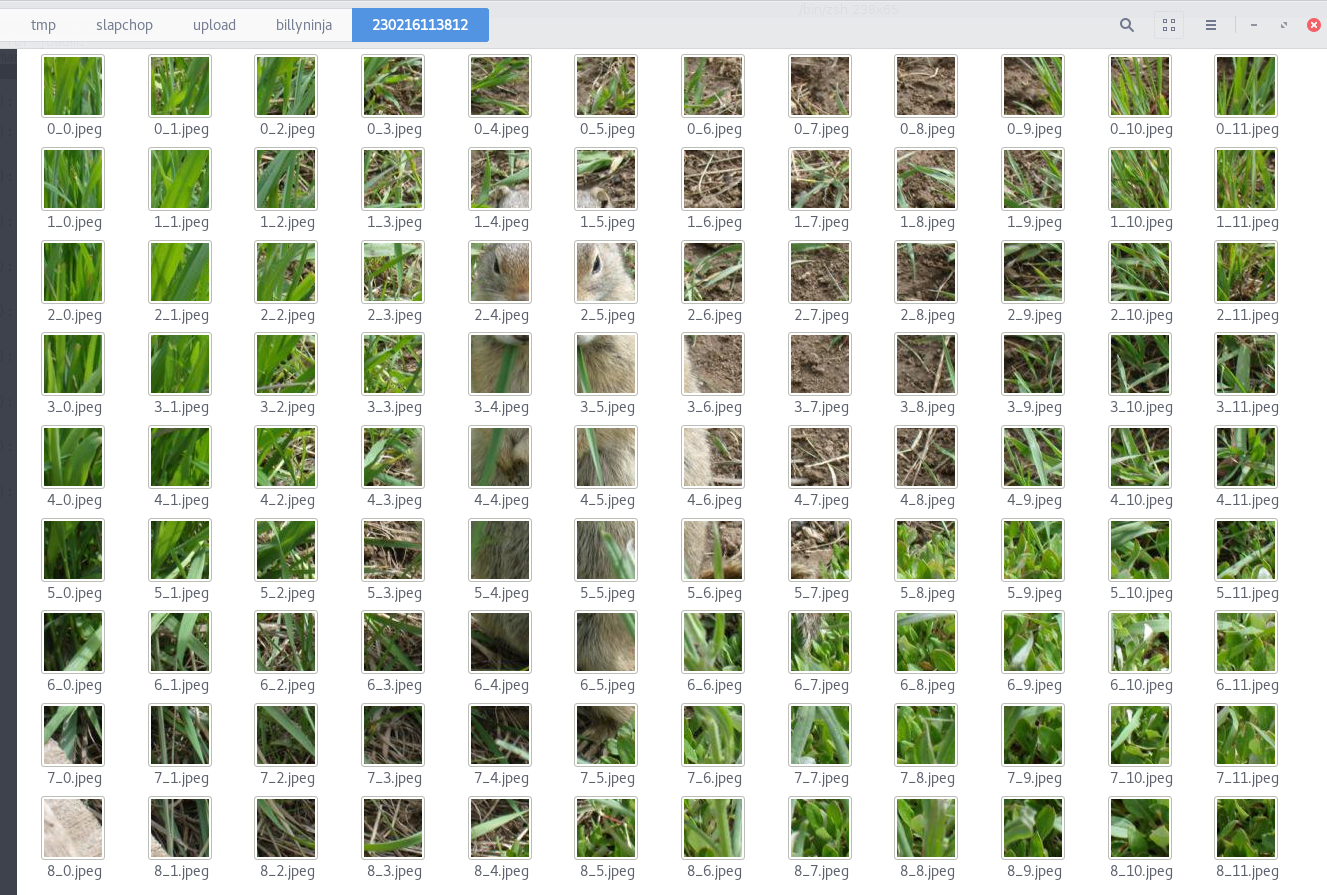 /bin/zsh 238x55
tmp slapchop upload billyninja 230216113812
0_0.jpeg 0_1.jpeg 0_2.jpeg 0_3.jpeg 0_4.jpeg 0_5.jpeg 0_6.jpeg 0_7.jpeg 0_8.jpeg 0_9.jpeg 0_10.jpeg 0_11.jpeg
1_0.jpeg 1_1.jpeg 1_2.jpeg 1_3.jpeg 1_4.jpeg 1_5.jpeg 1_6.jpeg 1_7.jpeg 1_8.jpeg 1_9.jpeg 1_10.jpeg 1_11.jpeg
2_0.jpeg 2_1.jpeg 2_2.jpeg 2_3.jpeg 2_4.jpeg 2_5.jpeg 2_6.jpeg 2_7.jpeg 2_8.jpeg 2_9.jpeg 2_10.jpeg 2_11.jpeg
3_0.jpeg 3_1.jpeg 3_2.jpeg 3_3.jpeg 3_4.jpeg 3_5.jpeg 3_6.jpeg 3_7.jpeg 3_8.jpeg 3_9.jpeg 3_10.jpeg 3_11.jpeg
4_0.jpeg 4_1.jpeg 4_2.jpeg 4_3.jpeg 4_4.jpeg 4_5.jpeg 4_6.jpeg 4_7.jpeg 4_8.jpeg 4_9.jpeg 4_10.jpeg 4_11.jpeg
5_0.jpeg 5_1.jpeg 5_2.jpeg 5_3.jpeg 5_4.jpeg 5_5.jpeg 5_6.jpeg 5_7.jpeg 5_8.jpeg 5_9.jpeg 5_10.jpeg 5_11.jpeg
6_0.jpeg 6_1.jpeg 6_2.jpeg 6_3.jpeg 6_4.jpeg 6_5.jpeg 6_6.jpeg 6_7.jpeg 6_8.jpeg 6_9.jpeg 6_10.jpeg 6_11.jpeg
7_0.jpeg 7_1.jpeg 7_2.jpeg 7_3.jpeg 7_4.jpeg 7_5.jpeg 7_6.jpeg 7_7.jpeg 7_8.jpeg 7_9.jpeg 7_10.jpeg 7_11.jpeg
8_0.jpeg 8_1.jpeg 8_2.jpeg 8_3.jpeg 8_4.jpeg 8_5.jpeg 8_6.jpeg 8_7.jpeg 8_8.jpeg 8_9.jpeg 8_10.jpeg 8_11.jpeg